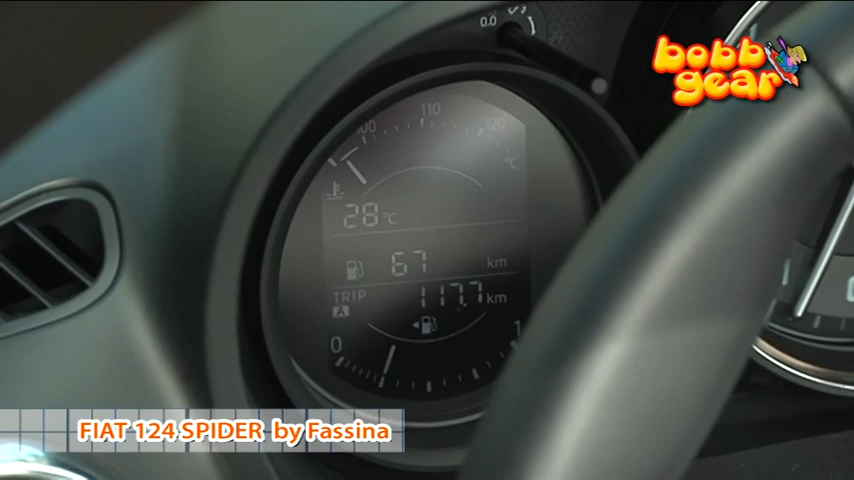 0.0
bobb
gear
100 110 120
°C
28°C
67 km
TRIP
A
117.7 km
0 1
FIAT 124 SPIDER by Fassina